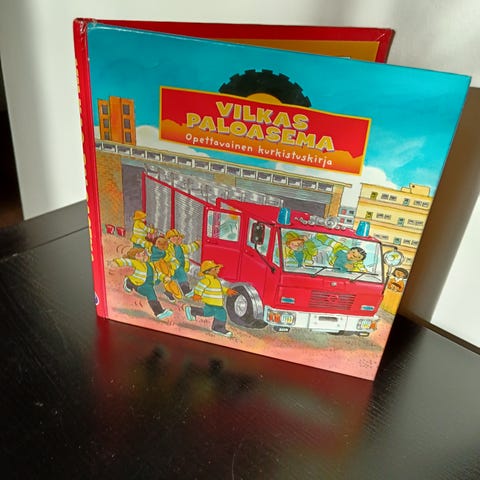 VILKAS
PALOASEMA
Opettavainen kurkistuskirja